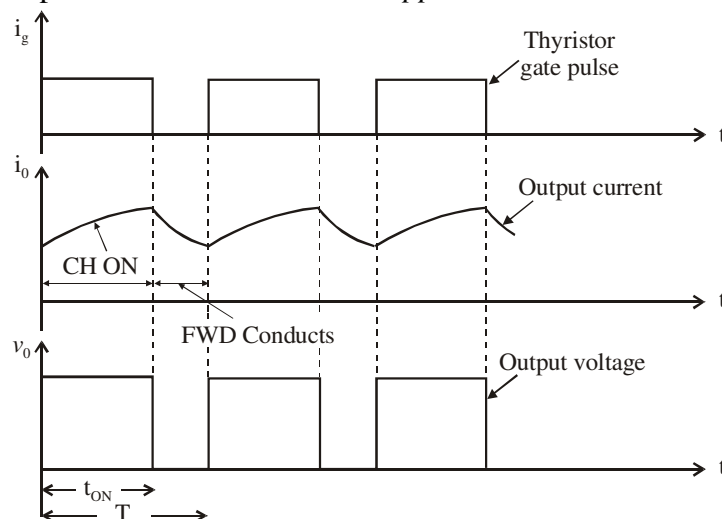 i_g
Thyristor
gate pulse
t
i_0
Output current
CH ON
t
FWD Conducts
v_0
Output voltage
t
t_ON
T